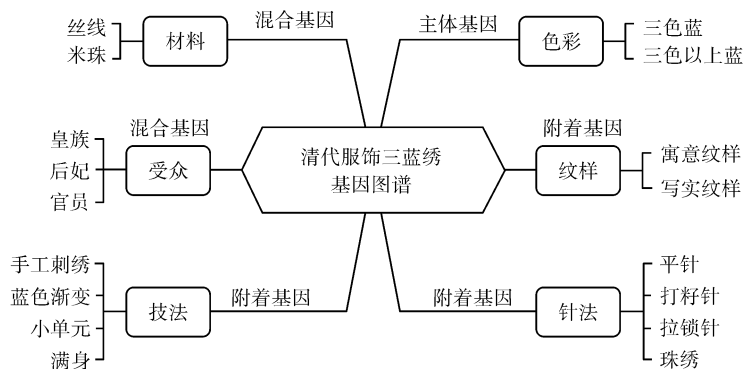 清代服饰三蓝绣
基因图谱
混合基因
材料
丝线
米珠
主体基因
色彩
三色蓝
三色以上蓝
混合基因
受众
皇族
后妃
官员
附着基因
纹样
寓意纹样
写实纹样
附着基因
技法
手工刺绣
蓝色渐变
小单元
满身
附着基因
针法
平针
打籽针
拉锁针
珠绣